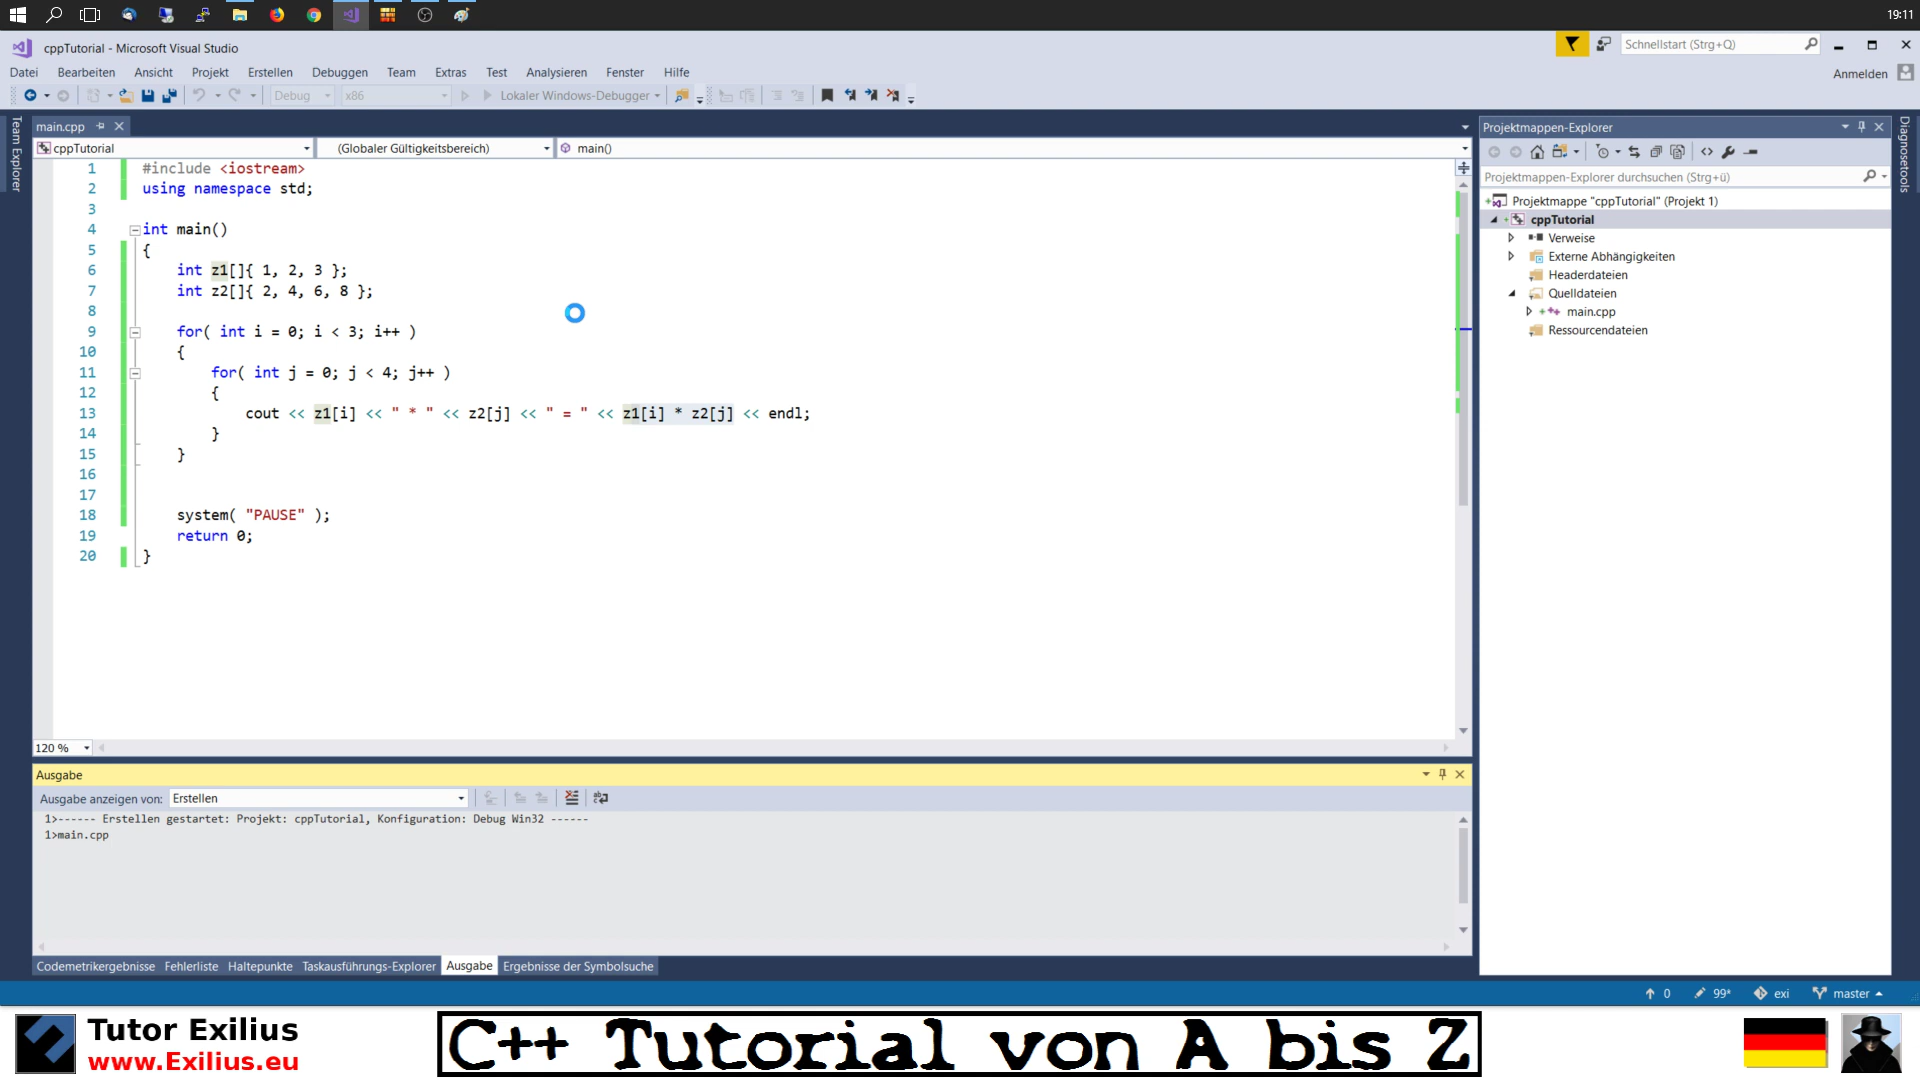 19:11
cppTutorial - Microsoft Visual Studio
Schnellstart (Strg+Q)
Datei Bearbeiten Ansicht Projekt Erstellen Debuggen Team Extras Test Analysieren Fenster Hilfe
Anmelden
Debug x86 Lokaler Windows-Debugger
Team Explorer
main.cpp
Projektmappen-Explorer
Diagnosetools
cppTutorial (Globaler Gültigkeitsbereich) main()
1 #include <iostream>
2 using namespace std;
3
4 int main()
5 {
6 int z1[]{ 1, 2, 3 };
7 int z2[]{ 2, 4, 6, 8 };
8
9 for( int i = 0; i < 3; i++ )
10 {
11 for( int j = 0; j < 4; j++ )
12 {
13 cout << z1[i] << " * " << z2[j] << " = " << z1[i] * z2[j] << endl;
14 }
15 }
16
17
18 system( "PAUSE" );
19 return 0;
20 }
Projektmappen-Explorer durchsuchen (Strg+ü)
Projektmappe "cppTutorial" (Projekt 1)
cppTutorial
Verweise
Externe Abhängigkeiten
Headerdateien
Quelldateien
main.cpp
Ressourcendateien
120 %
Ausgabe
Ausgabe anzeigen von: Erstellen
1>------ Erstellen gestartet: Projekt: cppTutorial, Konfiguration: Debug Win32 ------
1>main.cpp
Codemetrikergebnisse Fehlerliste Haltepunkte Taskausführungs-Explorer Ausgabe Ergebnisse der Symbolsuche
0 99* exi master
Tutor Exilius
www.Exilius.eu
C++ Tutorial von A bis Z